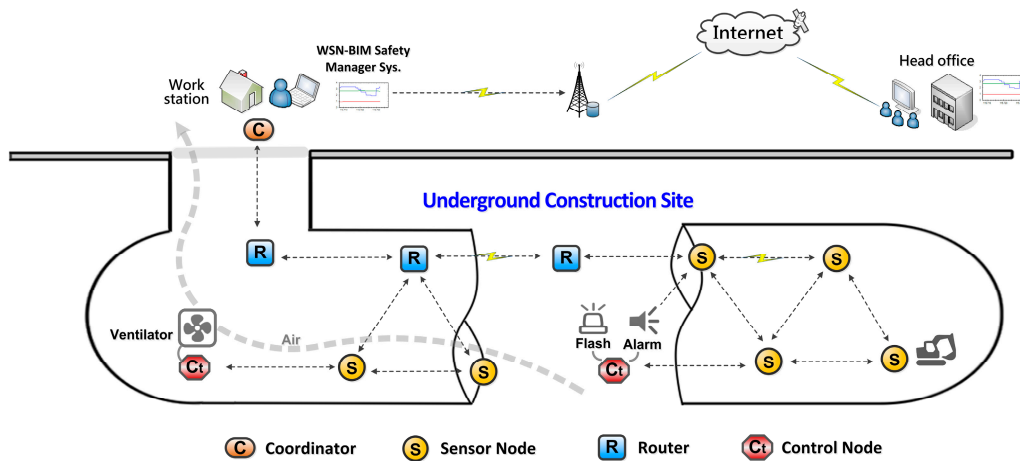 WSN-BIM Safety
Manager Sys.
Work
station
Internet
Head office
C
Underground Construction Site
R
R
R
S
S
Ventilator
Air
Flash
Alarm
Ct
S
S
Ct
S
S
C Coordinator
S Sensor Node
R Router
Ct Control Node